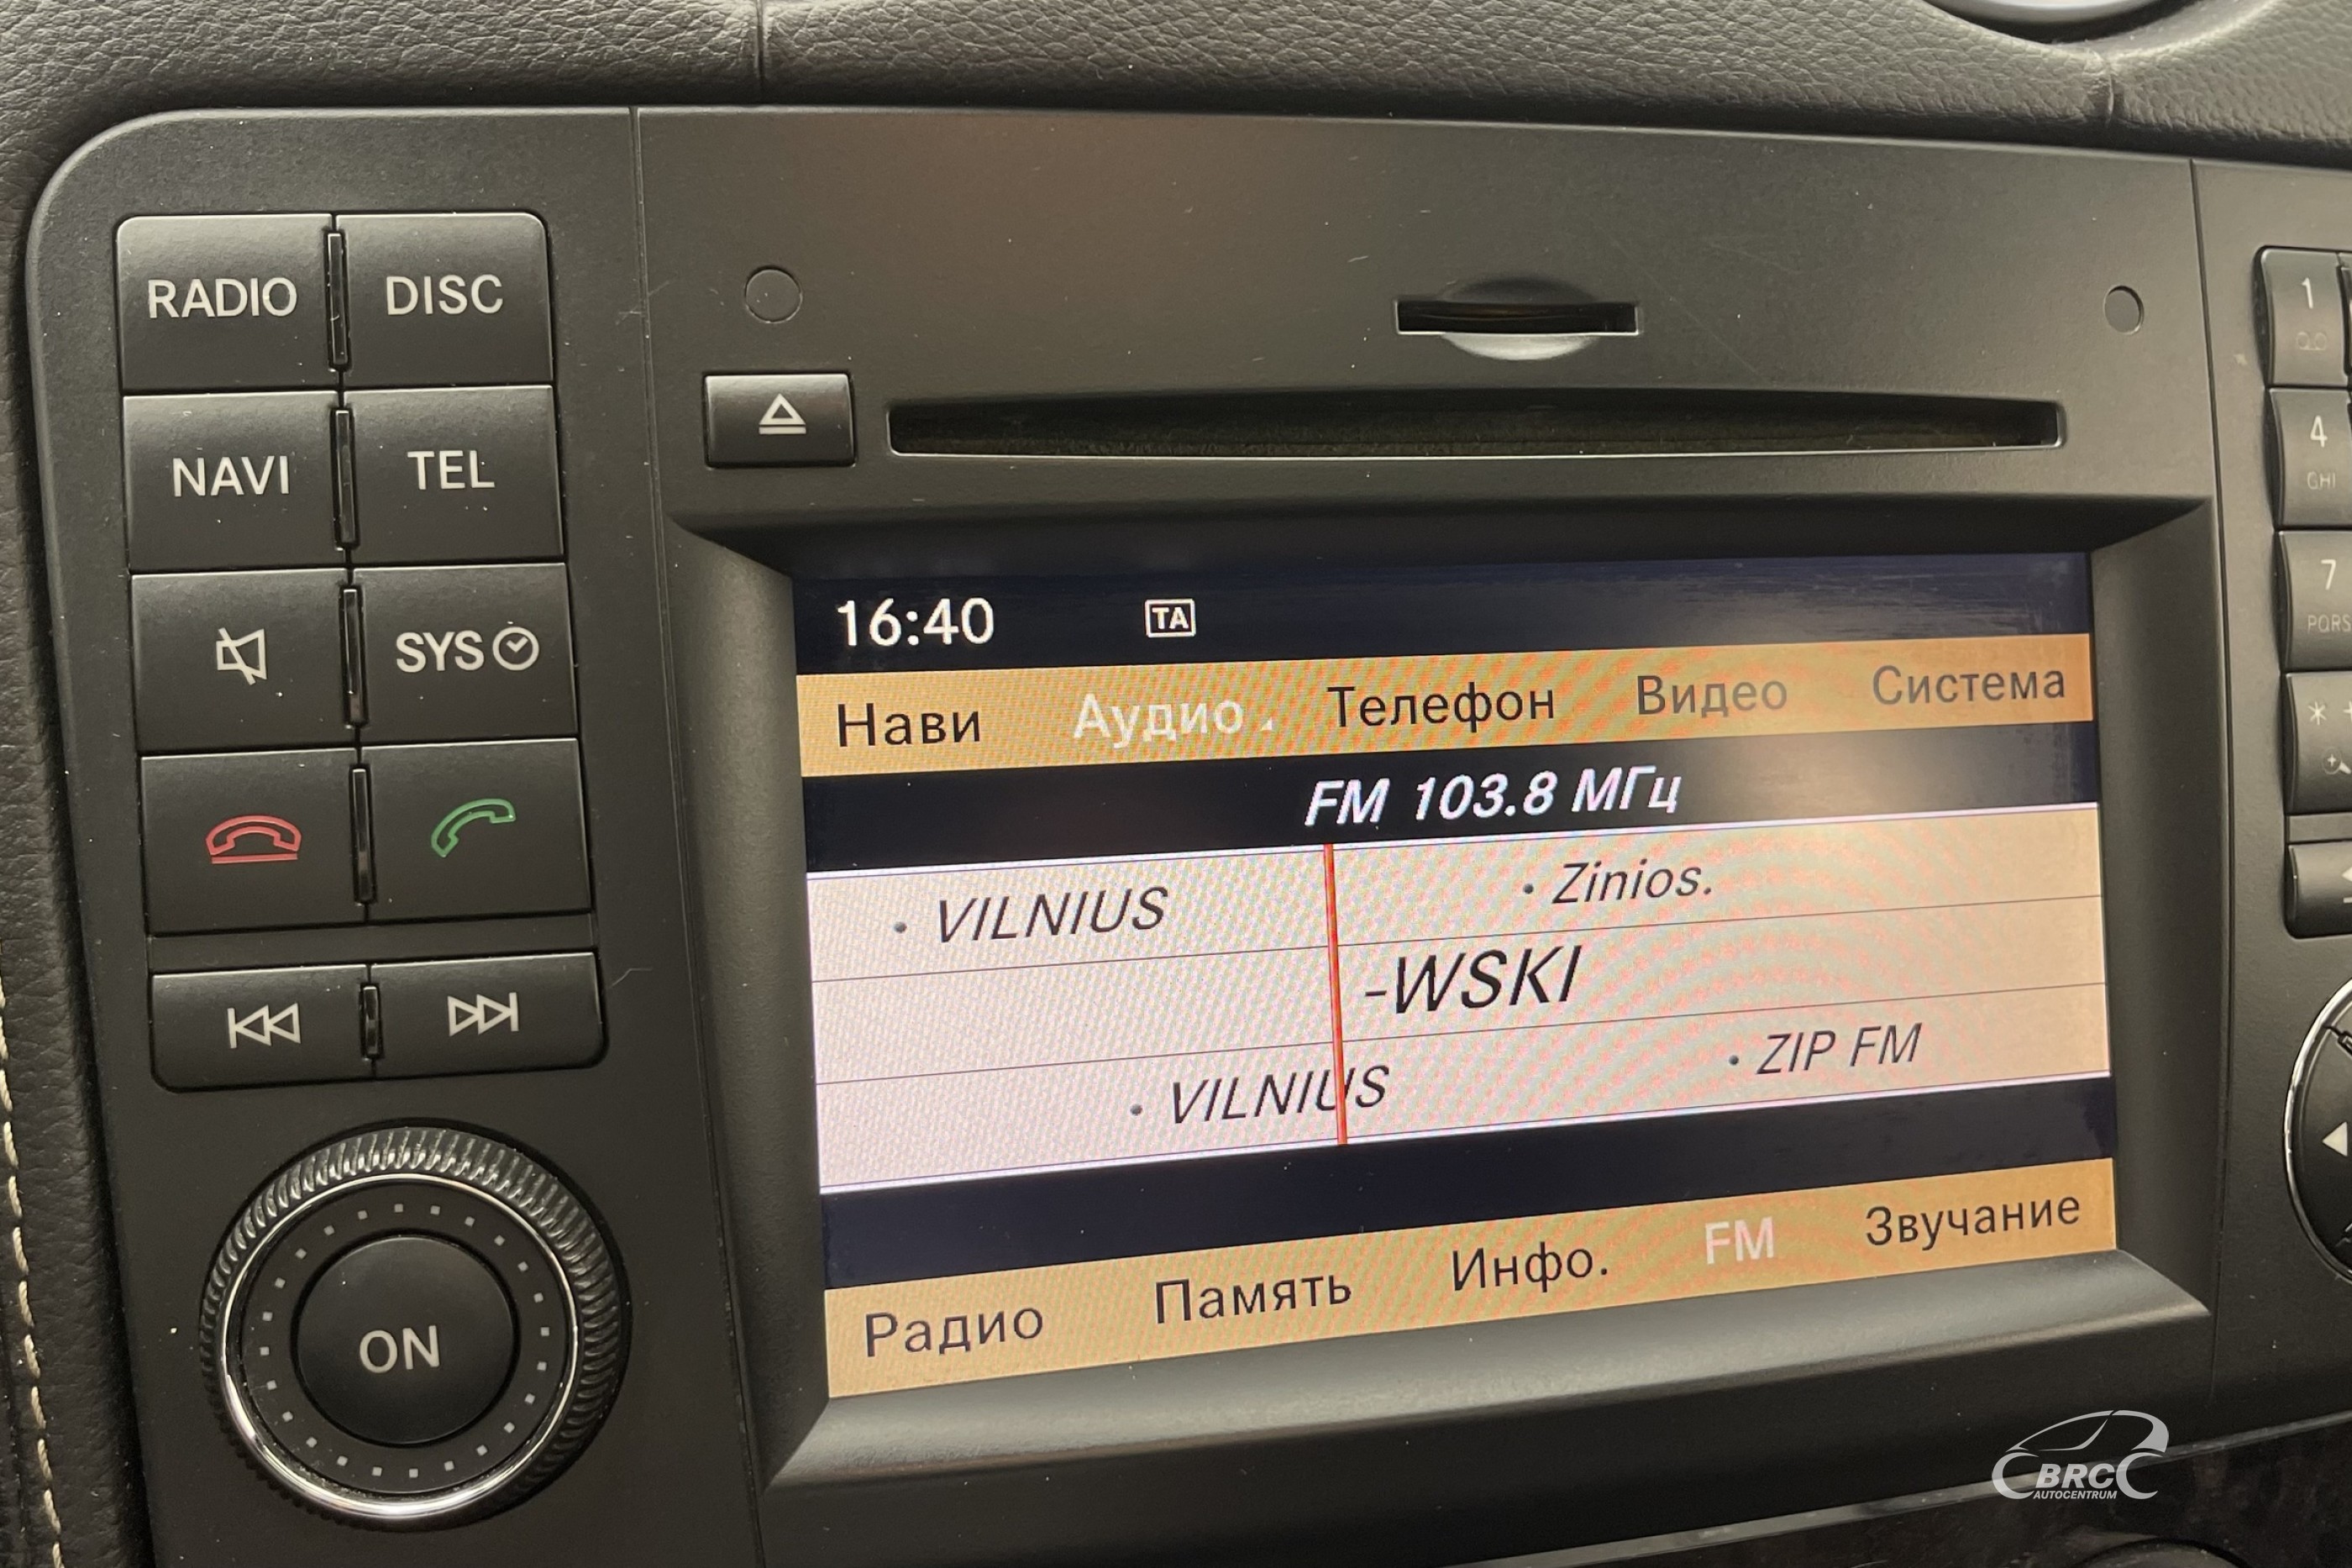 RADIO DISC
NAVI TEL
SYS
ON
16:40 TA
Нави Аудио Телефон Видео Система
FM 103.8 МГц
· VILNIUS · Zinios.
-WSKI
· VILNIUS · ZIP FM
Радио Память Инфо. FM Звучание
1
4
GHI
7
PQRS
*
BRC
AUTOCENTRUM